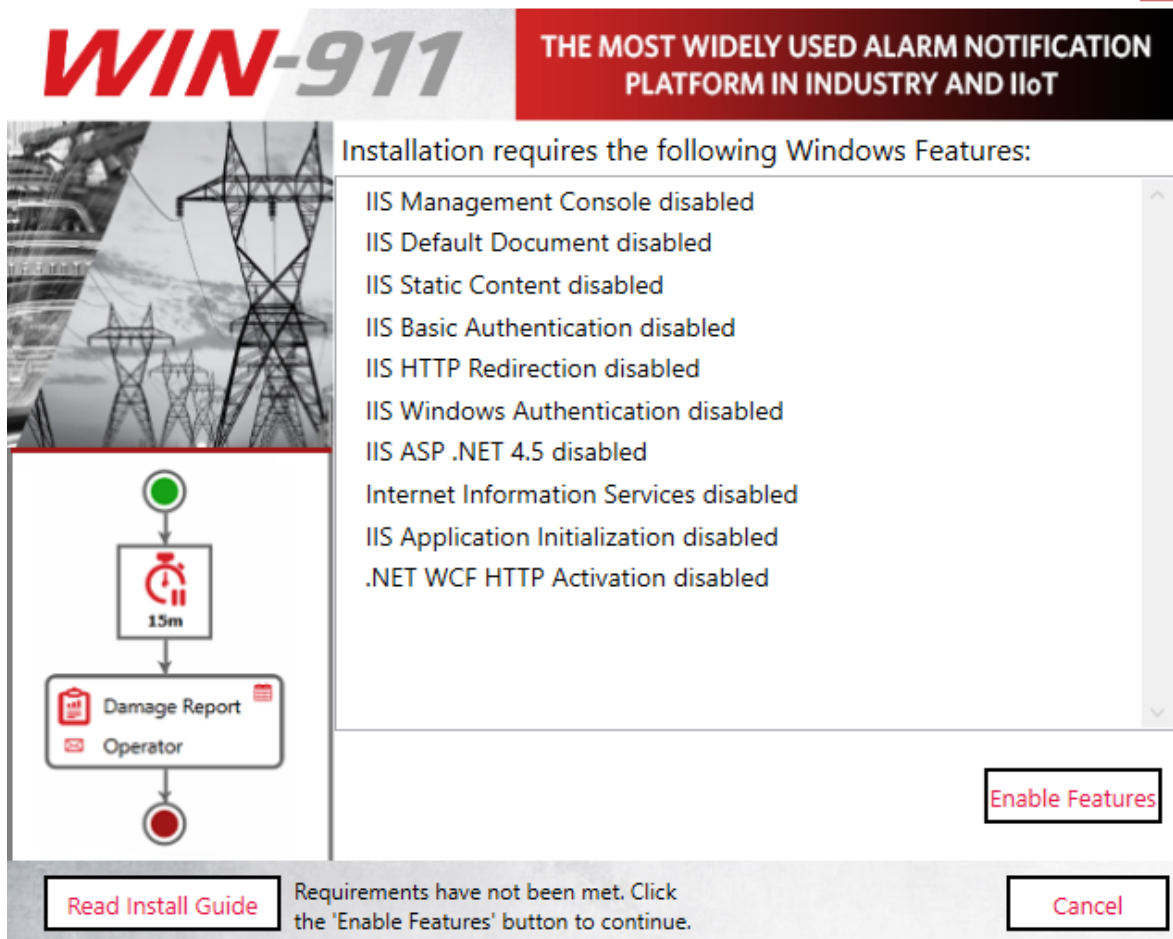 WIN-911
THE MOST WIDELY USED ALARM NOTIFICATION
PLATFORM IN INDUSTRY AND IIoT
Installation requires the following Windows Features:
IIS Management Console disabled
IIS Default Document disabled
IIS Static Content disabled
IIS Basic Authentication disabled
IIS HTTP Redirection disabled
IIS Windows Authentication disabled
IIS ASP .NET 4.5 disabled
Internet Information Services disabled
IIS Application Initialization disabled
.NET WCF HTTP Activation disabled
15m
Damage Report
Operator
Enable Features
Read Install Guide
Requirements have not been met. Click
the 'Enable Features' button to continue.
Cancel